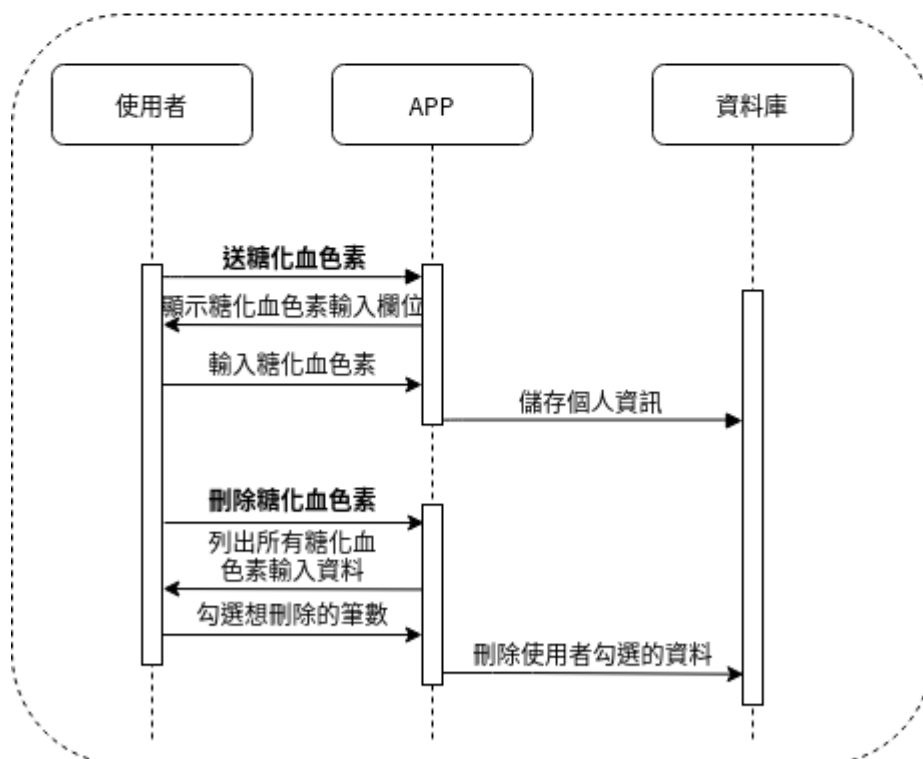 使用者
APP
資料庫
送糖化血色素
顯示糖化血色素輸入欄位
輸入糖化血色素
儲存個人資訊
刪除糖化血色素
列出所有糖化血
色素輸入資料
勾選想刪除的筆數
刪除使用者勾選的資料